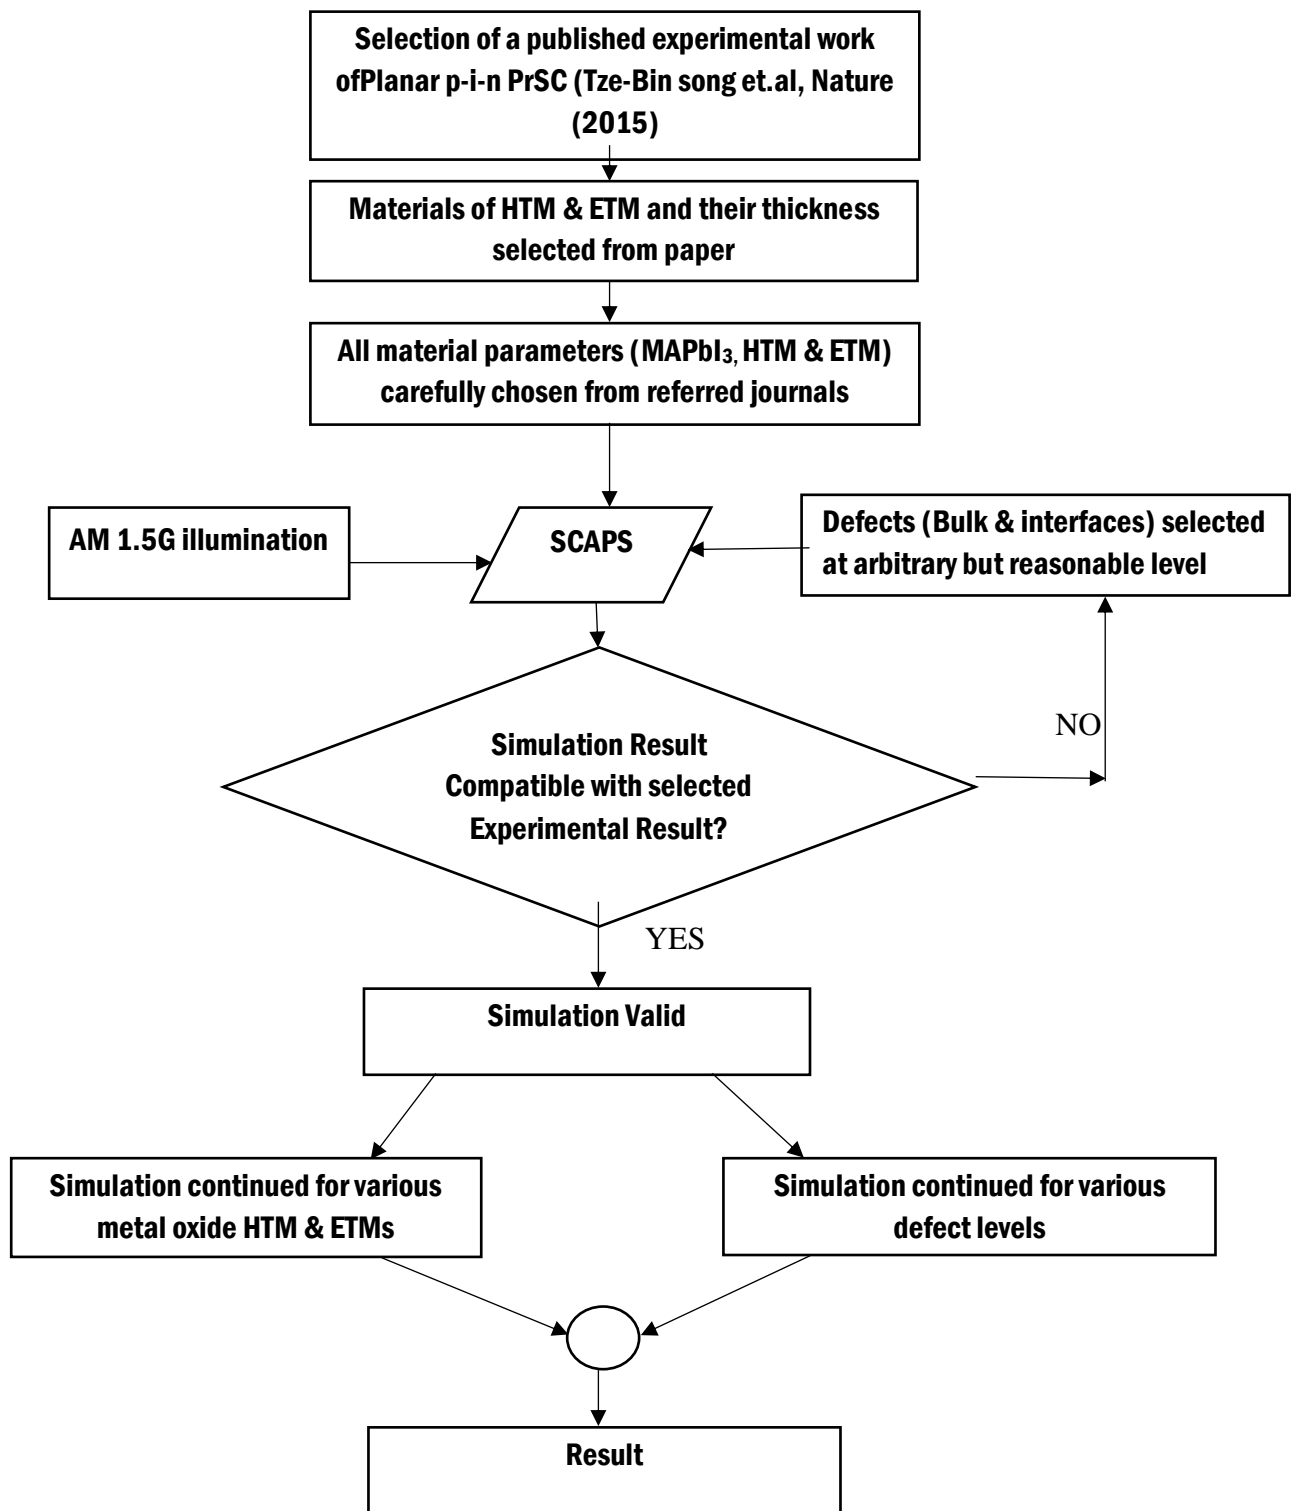 Selection of a published experimental work
ofPlanar p-i-n PrSC (Tze-Bin song et.al, Nature
(2015)
Materials of HTM & ETM and their thickness
selected from paper
All material parameters (MAPbI₃, HTM & ETM)
carefully chosen from referred journals
AM 1.5G illumination
SCAPS
Defects (Bulk & interfaces) selected
at arbitrary but reasonable level
Simulation Result
Compatible with selected
Experimental Result?
NO
YES
Simulation Valid
Simulation continued for various
metal oxide HTM & ETMs
Simulation continued for various
defect levels
Result